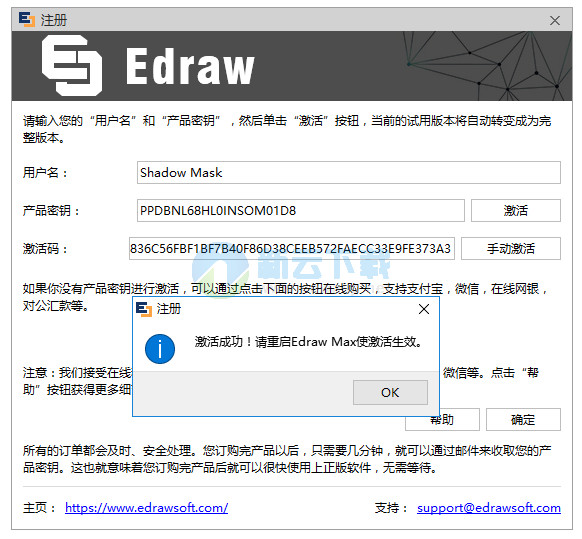 注册
Edraw
请输入您的“用户名”和“产品密钥”，然后单击“激活”按钮，当前的试用版本将自动转变成为完
整版本。
用户名： Shadow Mask
产品密钥： PPDBNL68HL0INSOM01D8 激活
激活码： 836C56FBF1BF7B40F86D38CEEB572FAECC33E9FE373A3 手动激活
新云下载
如果你没有产品密钥进行激活，可以通过点击下面的按钮在线购买，支持支付宝，微信，在线网银，
对公汇款等。
注册
激活成功！请重启Edraw Max使激活生效。
OK
注意：我们接受在线 微信等。点击“帮
助”按钮获得更多细
帮助 确定
所有的订单都会及时、安全处理。您订购完产品以后，只需要几分钟，就可以通过邮件来收取您的产
品密钥。这也就意味着您订购完产品后就可以很快使用上正版软件，无需等待。
主页： https://www.edrawsoft.com/ 支持： support@edrawsoft.com